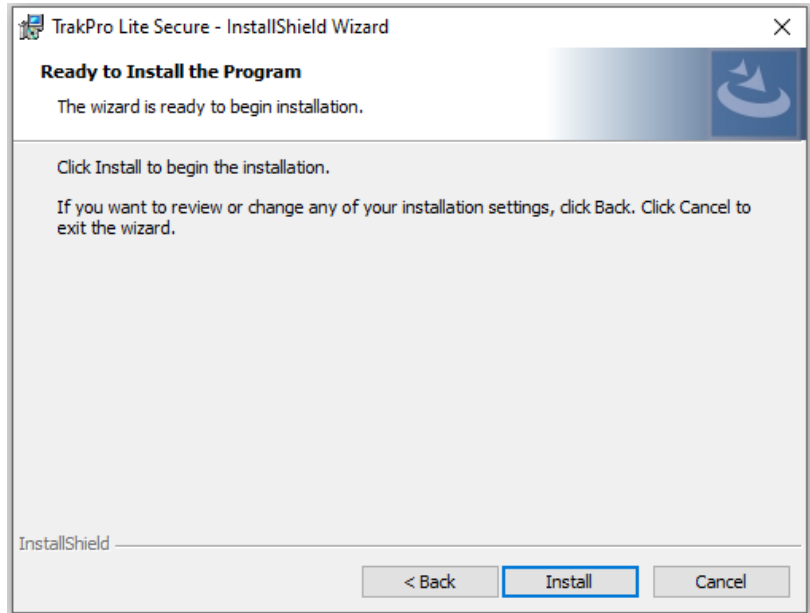 TrakPro Lite Secure - InstallShield Wizard
Ready to Install the Program
The wizard is ready to begin installation.
Click Install to begin the installation.
If you want to review or change any of your installation settings, click Back. Click Cancel to
exit the wizard.
InstallShield
< Back
Install
Cancel